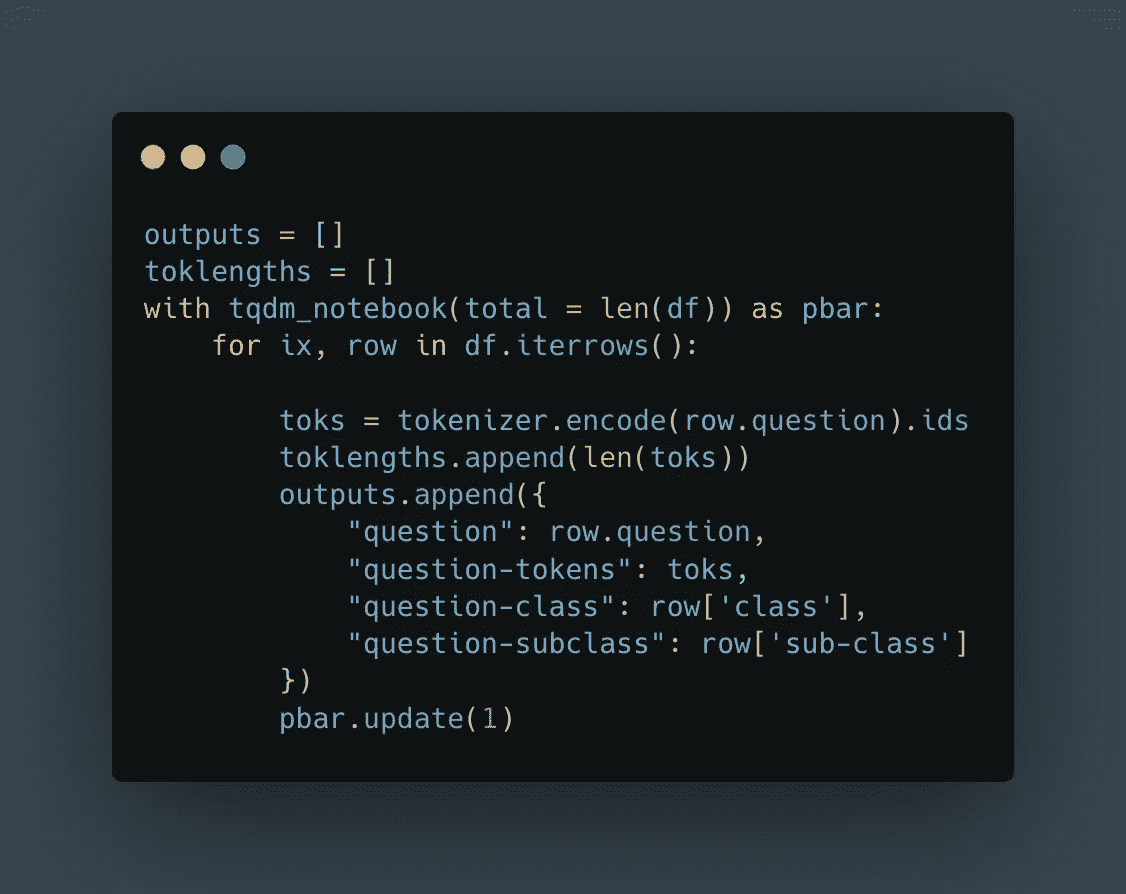 outputs = []
toklengths = []
with tqdm_notebook(total = len(df)) as pbar:
    for ix, row in df.iterrows():

        toks = tokenizer.encode(row.question).ids
        toklengths.append(len(toks))
        outputs.append({
            "question": row.question,
            "question-tokens": toks,
            "question-class": row['class'],
            "question-subclass": row['sub-class']
        })
        pbar.update(1)